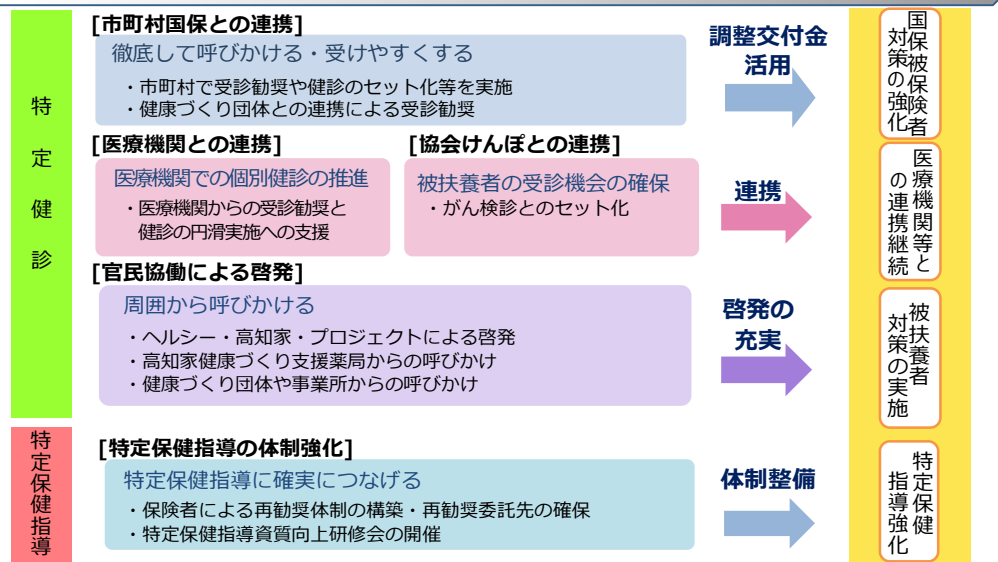 特定健診
[市町村国保との連携]
徹底して呼びかける・受けやすくする
・市町村で受診勧奨や健診のセット化等を実施
・健康づくり団体との連携による受診勧奨
調整交付金
活用
国保被保険者
対策の強化
[医療機関との連携]
医療機関での個別健診の推進
・医療機関からの受診勧奨と
健診の円滑実施への支援
[協会けんぽとの連携]
被扶養者の受診機会の確保
・がん検診とのセット化
連携
医療機関等と
の連携継続
[官民協働による啓発]
周囲から呼びかける
・ヘルシー・高知家・プロジェクトによる啓発
・高知家健康づくり支援薬局からの呼びかけ
・健康づくり団体や事業所からの呼びかけ
啓発の
充実
被扶養者
対策の実施
特定保健指導
[特定保健指導の体制強化]
特定保健指導に確実につなげる
・保険者による再勧奨体制の構築・再勧奨委託先の確保
・特定保健指導資質向上研修会の開催
体制整備
特定保健
指導強化